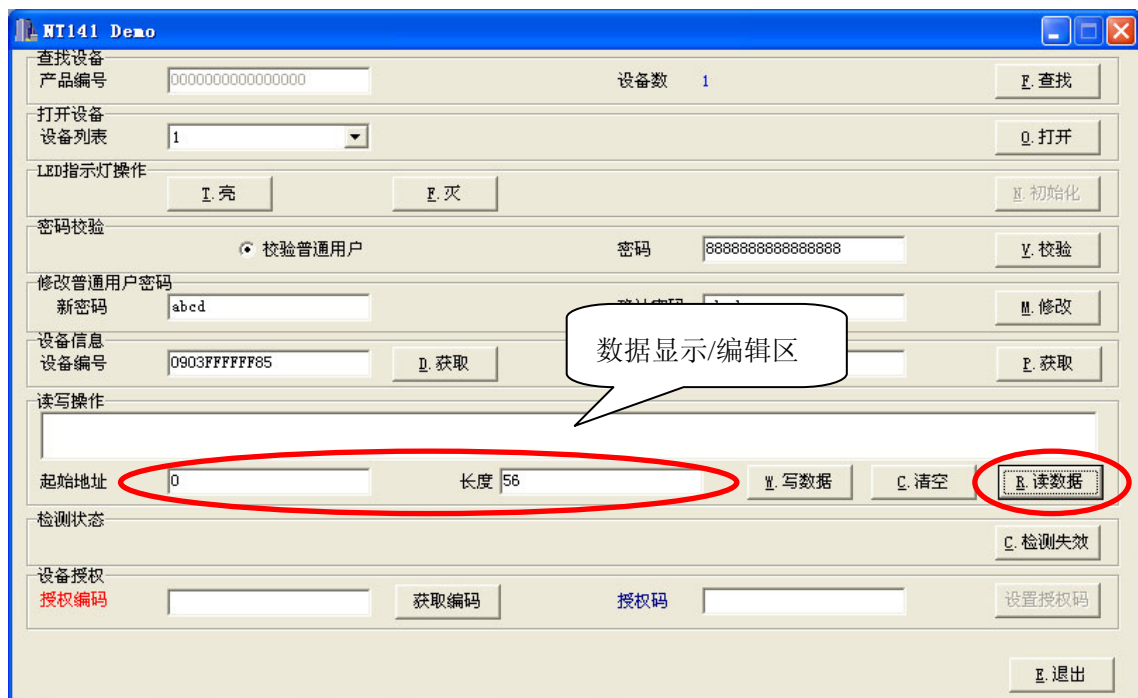 NT141 Demo
查找设备
产品编号 0000000000000000 设备数 1 F.查找
打开设备
设备列表 1 O.打开
LED指示灯操作
T.亮 F.灭 N.初始化
密码校验
校验普通用户 密码 8888888888888888 V.校验
修改普通用户密码
新密码 abcd M.修改
设备信息
设备编号 0903FFFFFF85 D.获取 P.获取
数据显示/编辑区
读写操作
起始地址 0 长度 56 W.写数据 C.清空 R.读数据
检测状态
C.检测失效
设备授权
授权编码 获取编码 授权码 设置授权码
E.退出